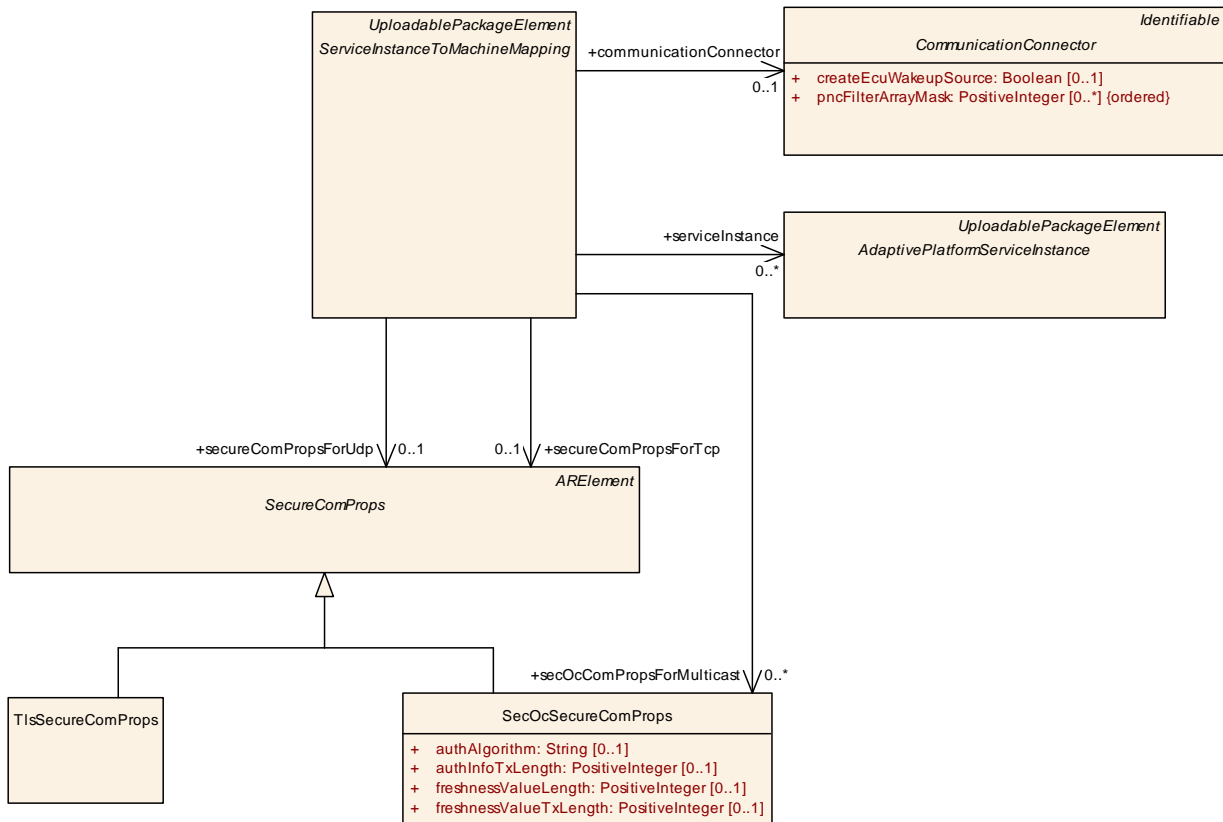 UploadablePackageElement
ServiceInstanceToMachineMapping
+communicationConnector
0..1
Identifiable
CommunicationConnector
+ createEcuWakeupSource: Boolean [0..1]
+ pncFilterArrayMask: PositiveInteger [0..*] {ordered}
+serviceInstance
0..*
UploadablePackageElement
AdaptivePlatformServiceInstance
+secureComPropsForUdp 0..1
0..1 +secureComPropsForTcp
ARElement
SecureComProps
+secOcComPropsForMulticast 0..*
TlsSecureComProps
SecOcSecureComProps
+ authAlgorithm: String [0..1]
+ authInfoTxLength: PositiveInteger [0..1]
+ freshnessValueLength: PositiveInteger [0..1]
+ freshnessValueTxLength: PositiveInteger [0..1]